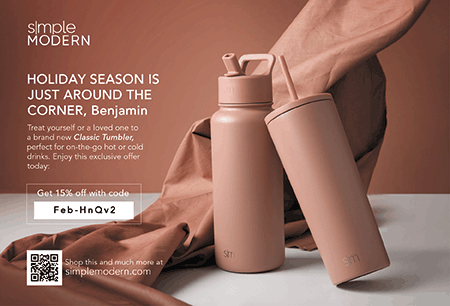 simple
MODERN
HOLIDAY SEASON IS
JUST AROUND THE
CORNER, Benjamin
Treat yourself or a loved one to
a brand new Classic Tumbler,
perfect for on-the-go hot or cold
drinks. Enjoy this exclusive offer
today:
Get 15% off with code
Feb-HnQv2
Shop this and much more at
simplemodern.com
sm
sm